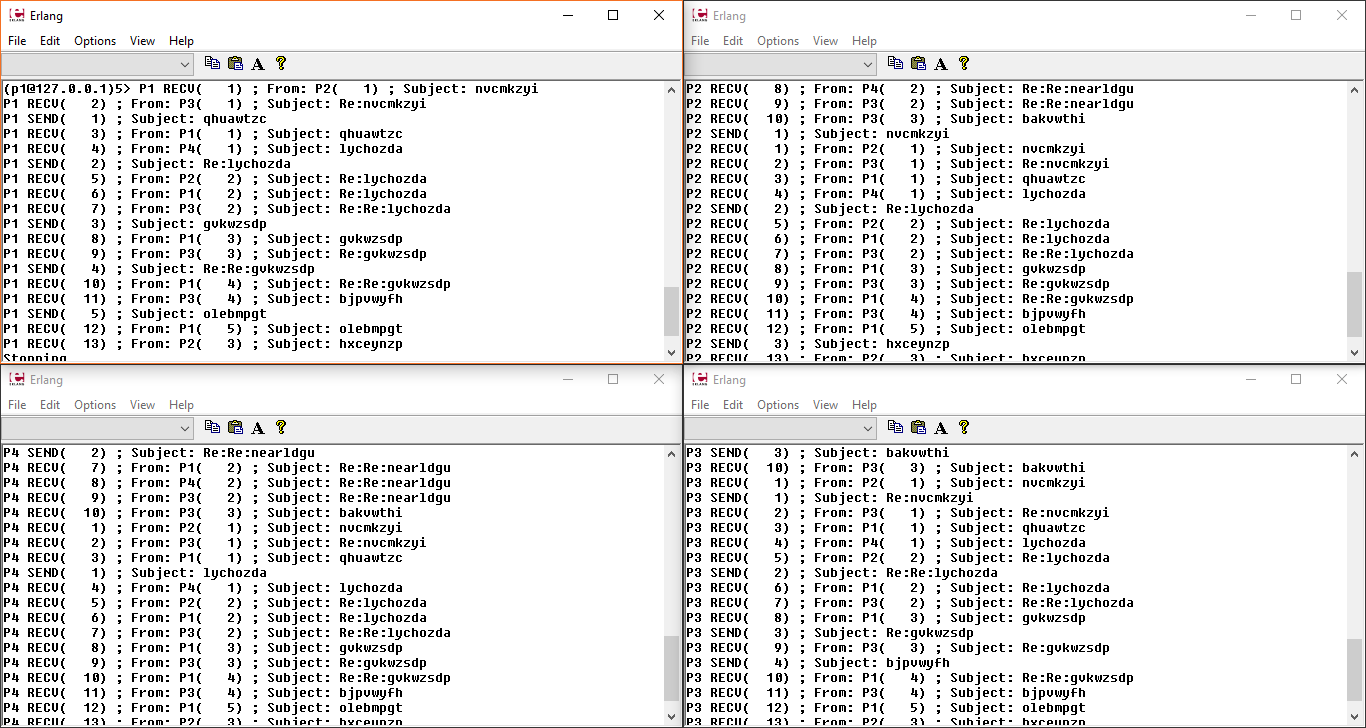 Erlang
File Edit Options View Help
(p1@127.0.0.1)5> P1 RECV(   1) ; From: P2(   1) ; Subject: nvcmkzyi
P1 RECV(   2) ; From: P3(   1) ; Subject: Re:nvcmkzyi
P1 SEND(   1) ; Subject: qhuawtzc
P1 RECV(   3) ; From: P1(   1) ; Subject: qhuawtzc
P1 RECV(   4) ; From: P4(   1) ; Subject: lychozda
P1 SEND(   2) ; Subject: Re:lychozda
P1 RECV(   5) ; From: P2(   2) ; Subject: Re:lychozda
P1 RECV(   6) ; From: P1(   2) ; Subject: Re:lychozda
P1 RECV(   7) ; From: P3(   2) ; Subject: Re:Re:lychozda
P1 SEND(   3) ; Subject: gvkwzsdp
P1 RECV(   8) ; From: P1(   3) ; Subject: gvkwzsdp
P1 RECV(   9) ; From: P3(   3) ; Subject: Re:gvkwzsdp
P1 SEND(   4) ; Subject: Re:Re:gvkwzsdp
P1 RECV(  10) ; From: P1(   4) ; Subject: Re:Re:gvkwzsdp
P1 RECV(  11) ; From: P3(   4) ; Subject: bjpvwyfh
P1 SEND(   5) ; Subject: olebmpgt
P1 RECV(  12) ; From: P1(   5) ; Subject: olebmpgt
P1 RECV(  13) ; From: P2(   3) ; Subject: hxceynzp
Stopping
Erlang
File Edit Options View Help
P2 RECV(   8) ; From: P4(   2) ; Subject: Re:Re:nearldgu
P2 RECV(   9) ; From: P3(   2) ; Subject: Re:Re:nearldgu
P2 RECV(  10) ; From: P3(   3) ; Subject: bakvwthi
P2 SEND(   1) ; Subject: nvcmkzyi
P2 RECV(   1) ; From: P2(   1) ; Subject: nvcmkzyi
P2 RECV(   2) ; From: P3(   1) ; Subject: Re:nvcmkzyi
P2 RECV(   3) ; From: P1(   1) ; Subject: qhuawtzc
P2 RECV(   4) ; From: P4(   1) ; Subject: lychozda
P2 SEND(   2) ; Subject: Re:lychozda
P2 RECV(   5) ; From: P2(   2) ; Subject: Re:lychozda
P2 RECV(   6) ; From: P1(   2) ; Subject: Re:lychozda
P2 RECV(   7) ; From: P3(   2) ; Subject: Re:Re:lychozda
P2 RECV(   8) ; From: P1(   3) ; Subject: gvkwzsdp
P2 RECV(   9) ; From: P3(   3) ; Subject: Re:gvkwzsdp
P2 RECV(  10) ; From: P1(   4) ; Subject: Re:Re:gvkwzsdp
P2 RECV(  11) ; From: P3(   4) ; Subject: bjpvwyfh
P2 RECV(  12) ; From: P1(   5) ; Subject: olebmpgt
P2 SEND(   3) ; Subject: hxceynzp
P2 RECV(  13) ; From: P2(   3) ; Subject: hxceynzp
Erlang
File Edit Options View Help
P4 SEND(   2) ; Subject: Re:Re:nearldgu
P4 RECV(   7) ; From: P1(   2) ; Subject: Re:Re:nearldgu
P4 RECV(   8) ; From: P4(   2) ; Subject: Re:Re:nearldgu
P4 RECV(   9) ; From: P3(   2) ; Subject: Re:Re:nearldgu
P4 RECV(  10) ; From: P3(   3) ; Subject: bakvwthi
P4 RECV(   1) ; From: P2(   1) ; Subject: nvcmkzyi
P4 RECV(   2) ; From: P3(   1) ; Subject: Re:nvcmkzyi
P4 RECV(   3) ; From: P1(   1) ; Subject: qhuawtzc
P4 SEND(   1) ; Subject: lychozda
P4 RECV(   4) ; From: P4(   1) ; Subject: lychozda
P4 RECV(   5) ; From: P2(   2) ; Subject: Re:lychozda
P4 RECV(   6) ; From: P1(   2) ; Subject: Re:lychozda
P4 RECV(   7) ; From: P3(   2) ; Subject: Re:Re:lychozda
P4 RECV(   8) ; From: P1(   3) ; Subject: gvkwzsdp
P4 RECV(   9) ; From: P3(   3) ; Subject: Re:gvkwzsdp
P4 RECV(  10) ; From: P1(   4) ; Subject: Re:Re:gvkwzsdp
P4 RECV(  11) ; From: P3(   4) ; Subject: bjpvwyfh
P4 RECV(  12) ; From: P1(   5) ; Subject: olebmpgt
P4 RECV(  13) ; From: P2(   3) ; Subject: hxceynzp
Erlang
File Edit Options View Help
P3 SEND(   3) ; Subject: bakvwthi
P3 RECV(  10) ; From: P3(   3) ; Subject: bakvwthi
P3 RECV(   1) ; From: P2(   1) ; Subject: nvcmkzyi
P3 SEND(   1) ; Subject: Re:nvcmkzyi
P3 RECV(   2) ; From: P3(   1) ; Subject: Re:nvcmkzyi
P3 RECV(   3) ; From: P1(   1) ; Subject: qhuawtzc
P3 RECV(   4) ; From: P4(   1) ; Subject: lychozda
P3 RECV(   5) ; From: P2(   2) ; Subject: Re:lychozda
P3 SEND(   2) ; Subject: Re:Re:lychozda
P3 RECV(   6) ; From: P1(   2) ; Subject: Re:lychozda
P3 RECV(   7) ; From: P3(   2) ; Subject: Re:Re:lychozda
P3 RECV(   8) ; From: P1(   3) ; Subject: gvkwzsdp
P3 SEND(   3) ; Subject: Re:gvkwzsdp
P3 RECV(   9) ; From: P3(   3) ; Subject: Re:gvkwzsdp
P3 SEND(   4) ; Subject: bjpvwyfh
P3 RECV(  10) ; From: P1(   4) ; Subject: Re:Re:gvkwzsdp
P3 RECV(  11) ; From: P3(   4) ; Subject: bjpvwyfh
P3 RECV(  12) ; From: P1(   5) ; Subject: olebmpgt
P3 RECV(  13) ; From: P2(   3) ; Subject: hxceynzp